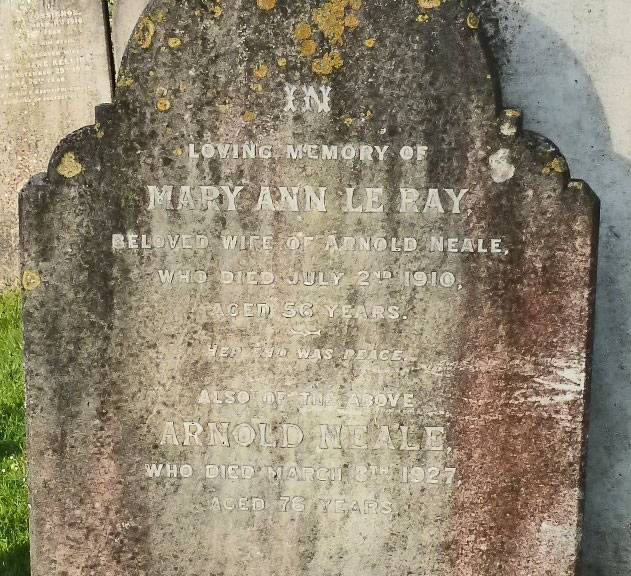 IN
LOVING MEMORY OF
MARY ANN LE RAY,
BELOVED WIFE OF ARNOLD NEALE,
WHO DIED JULY 2ND 1910,
AGED 56 YEARS.
HER END WAS PEACE.
ALSO OF THE ABOVE
ARNOLD NEALE,
WHO DIED MARCH 8TH 1927
AGED 76 YEARS.